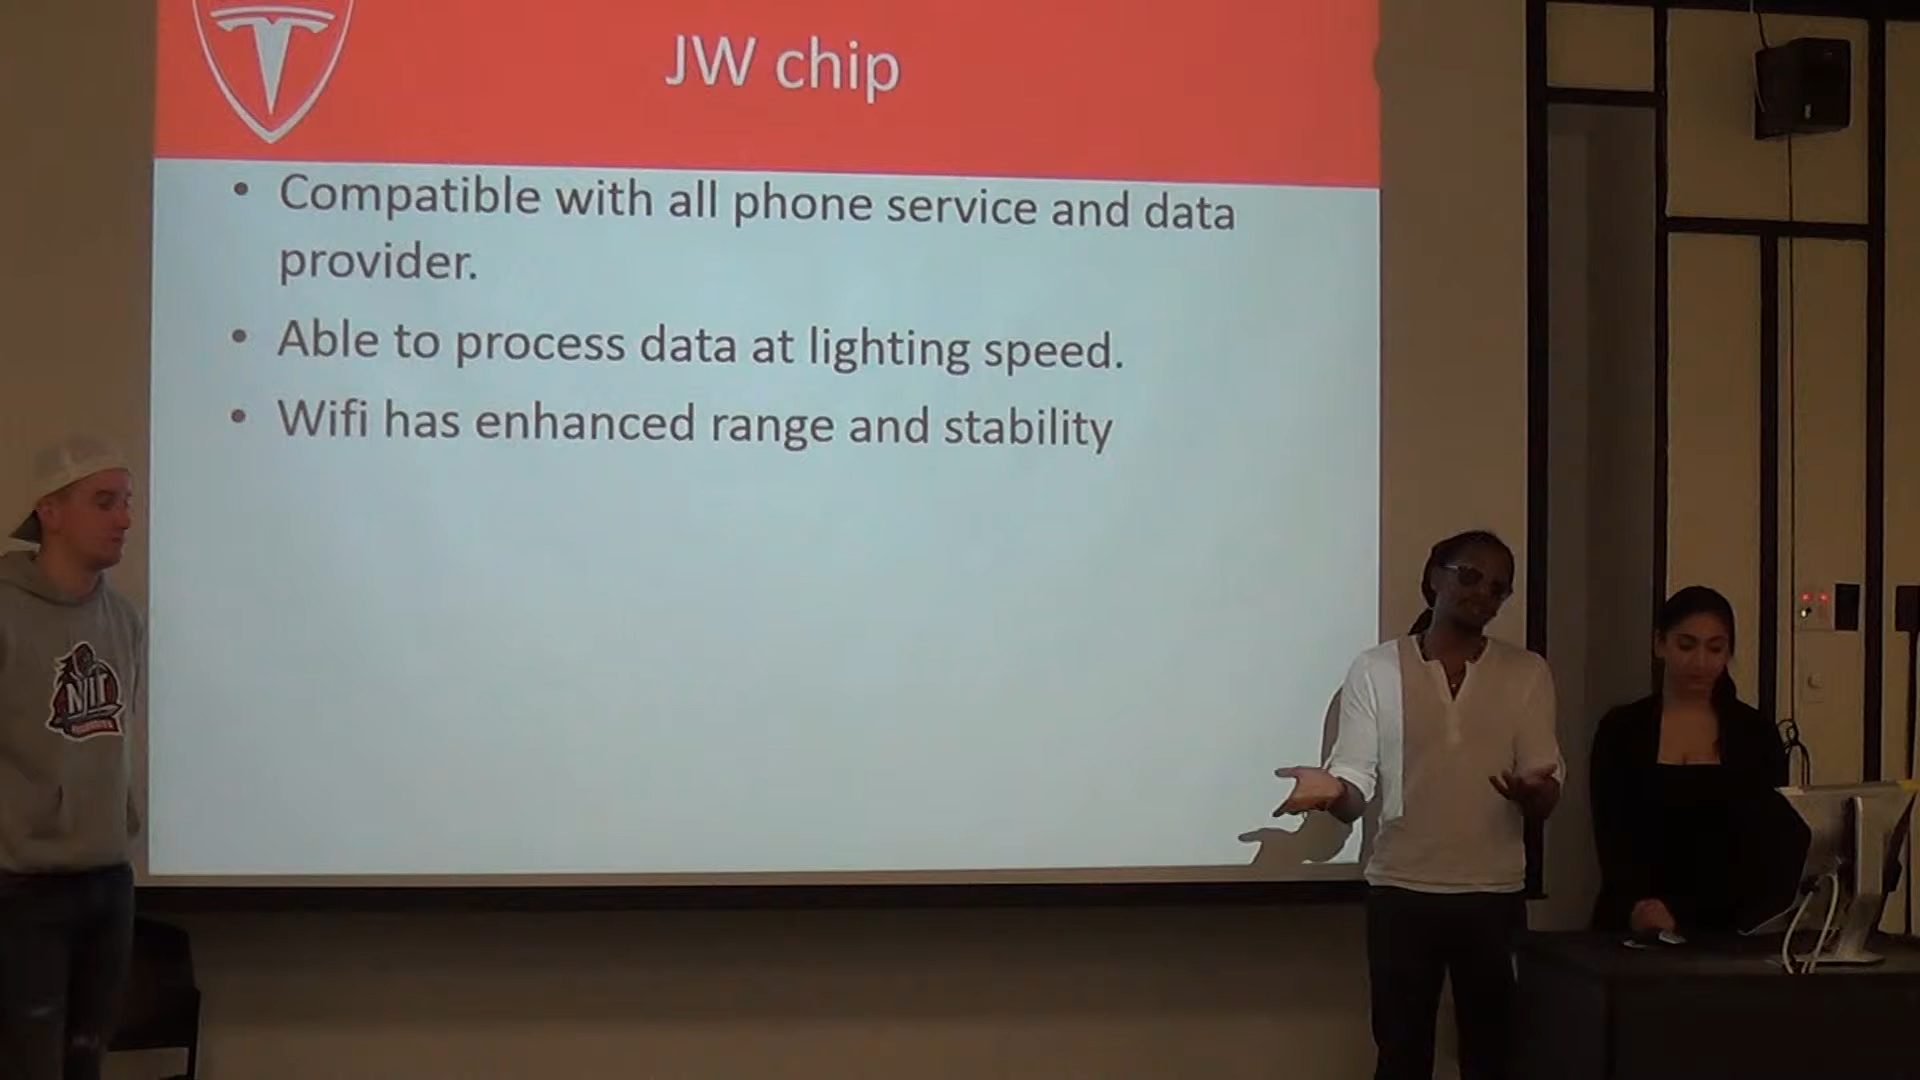 JW chip
• Compatible with all phone service and data
provider.
• Able to process data at lighting speed.
• Wifi has enhanced range and stability
NYIT